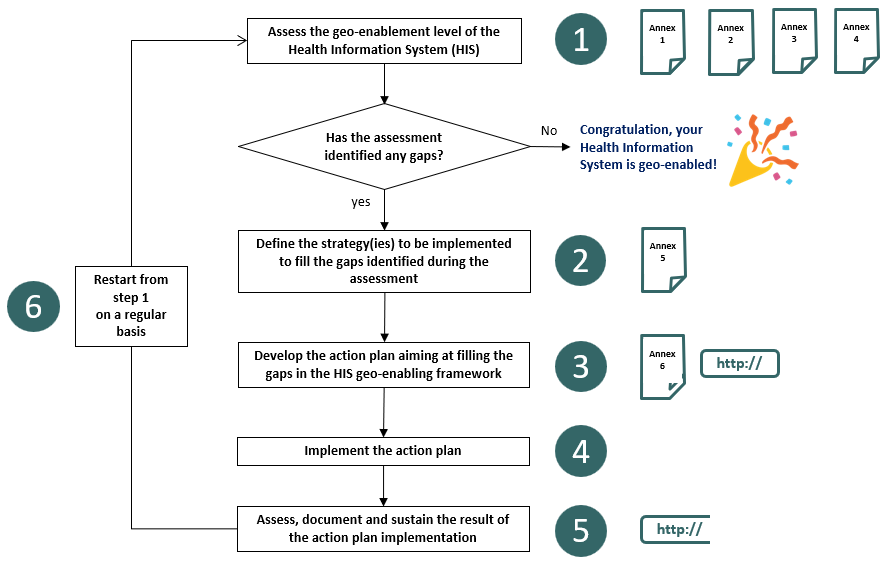 Assess the geo-enablement level of the
Health Information System (HIS)
1
Annex
1
Annex
2
Annex
3
Annex
4
Has the assessment
identified any gaps?
No
Congratulation, your
Health Information
System is geo-enabled!
yes
Define the strategy(ies) to be implemented
to fill the gaps identified during the
assessment
2
Annex
5
6
Restart from
step 1
on a regular
basis
Develop the action plan aiming at filling the
gaps in the HIS geo-enabling framework
3
Annex
6
http://
Implement the action plan
4
Assess, document and sustain the result of
the action plan implementation
5
http://